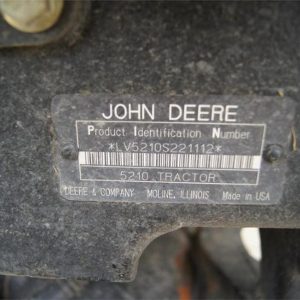 JOHN DEERE
Product Identification Number
*LV5210S221112*
5210 TRACTOR
DEERE & COMPANY MOLINE, ILLINOIS Made in USA